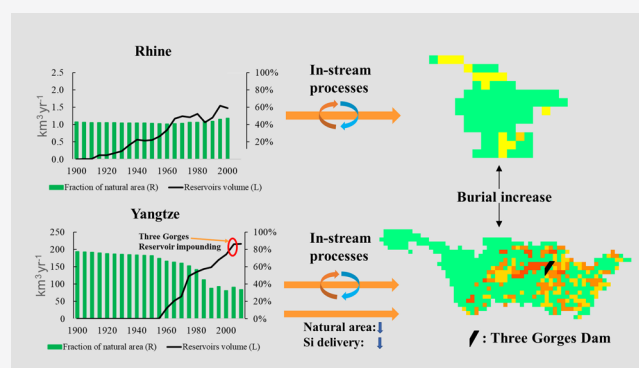 Rhine
km³ yr⁻¹
2.5 100%
2.0 80%
1.5 60%
1.0 40%
0.5 20%
0.0
1900 1920 1940 1960 1980 2000
Fraction of natural area (R) Reservoirs volume (L)
In-stream
processes
Burial increase
Yangtze
km³ yr⁻¹
250 100%
200 80%
150 60%
100 40%
50 20%
0 0%
Three Gorges
Reservoir impounding
1900 1920 1940 1960 1980 2000
Fraction of natural area (R) Reservoirs volume (L)
In-stream
processes
Natural area:
Si delivery:
: Three Gorges Dam